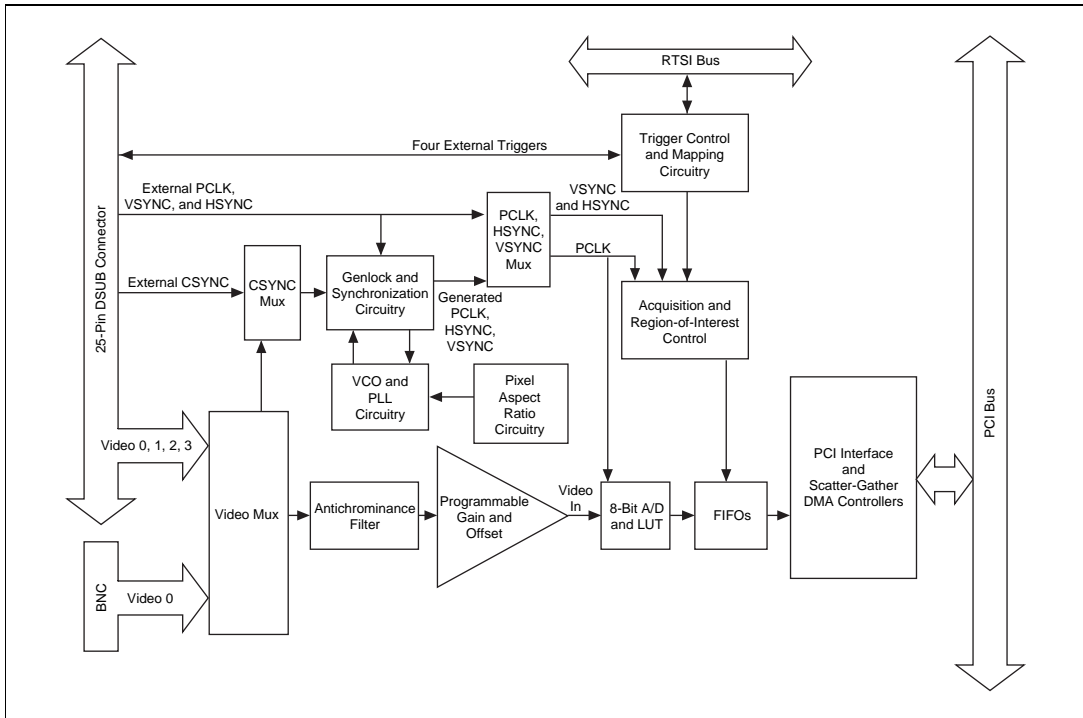 RTSI Bus
Four External Triggers
Trigger Control
and Mapping
Circuitry
25-Pin DSUB Connector
External PCLK,
VSYNC, and HSYNC
PCLK,
HSYNC,
VSYNC
Mux
VSYNC
and HSYNC
PCLK
External CSYNC
CSYNC
Mux
Genlock and
Synchronization
Circuitry
Generated
PCLK,
HSYNC,
VSYNC
Acquisition and
Region-of-Interest
Control
VCO and
PLL
Circuitry
Pixel
Aspect
Ratio
Circuitry
PCI Bus
Video 0, 1, 2, 3
Video Mux
Antichrominance
Filter
Programmable
Gain and
Offset
Video
In
8-Bit A/D
and LUT
FIFOs
PCI Interface
and
Scatter-Gather
DMA Controllers
BNC
Video 0